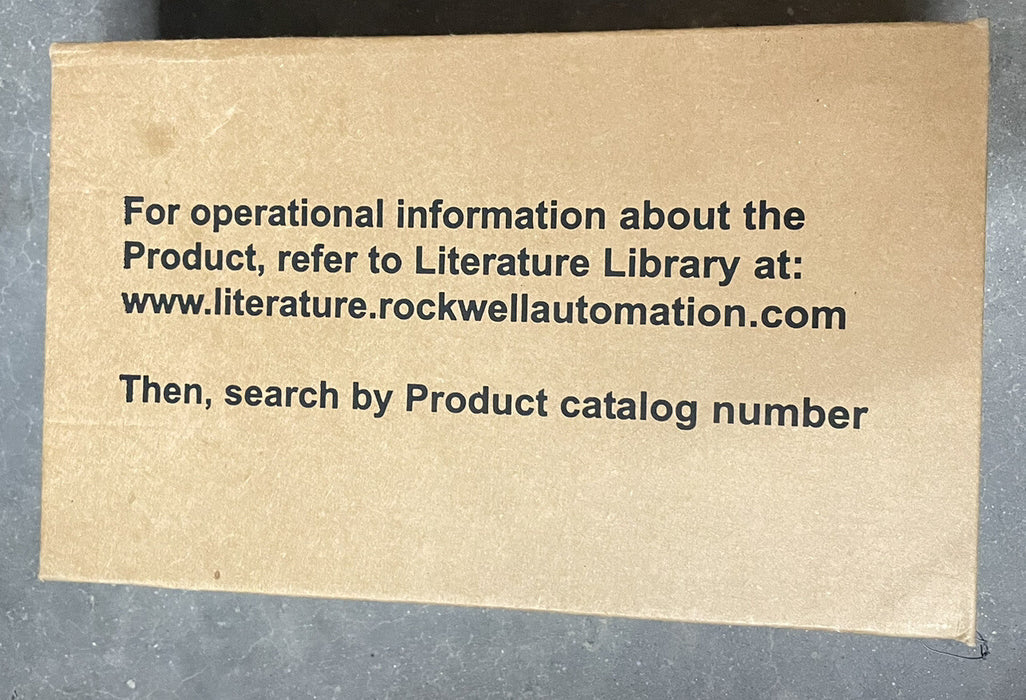 For operational information about the
Product, refer to Literature Library at:
www.literature.rockwellautomation.com
Then, search by Product catalog number